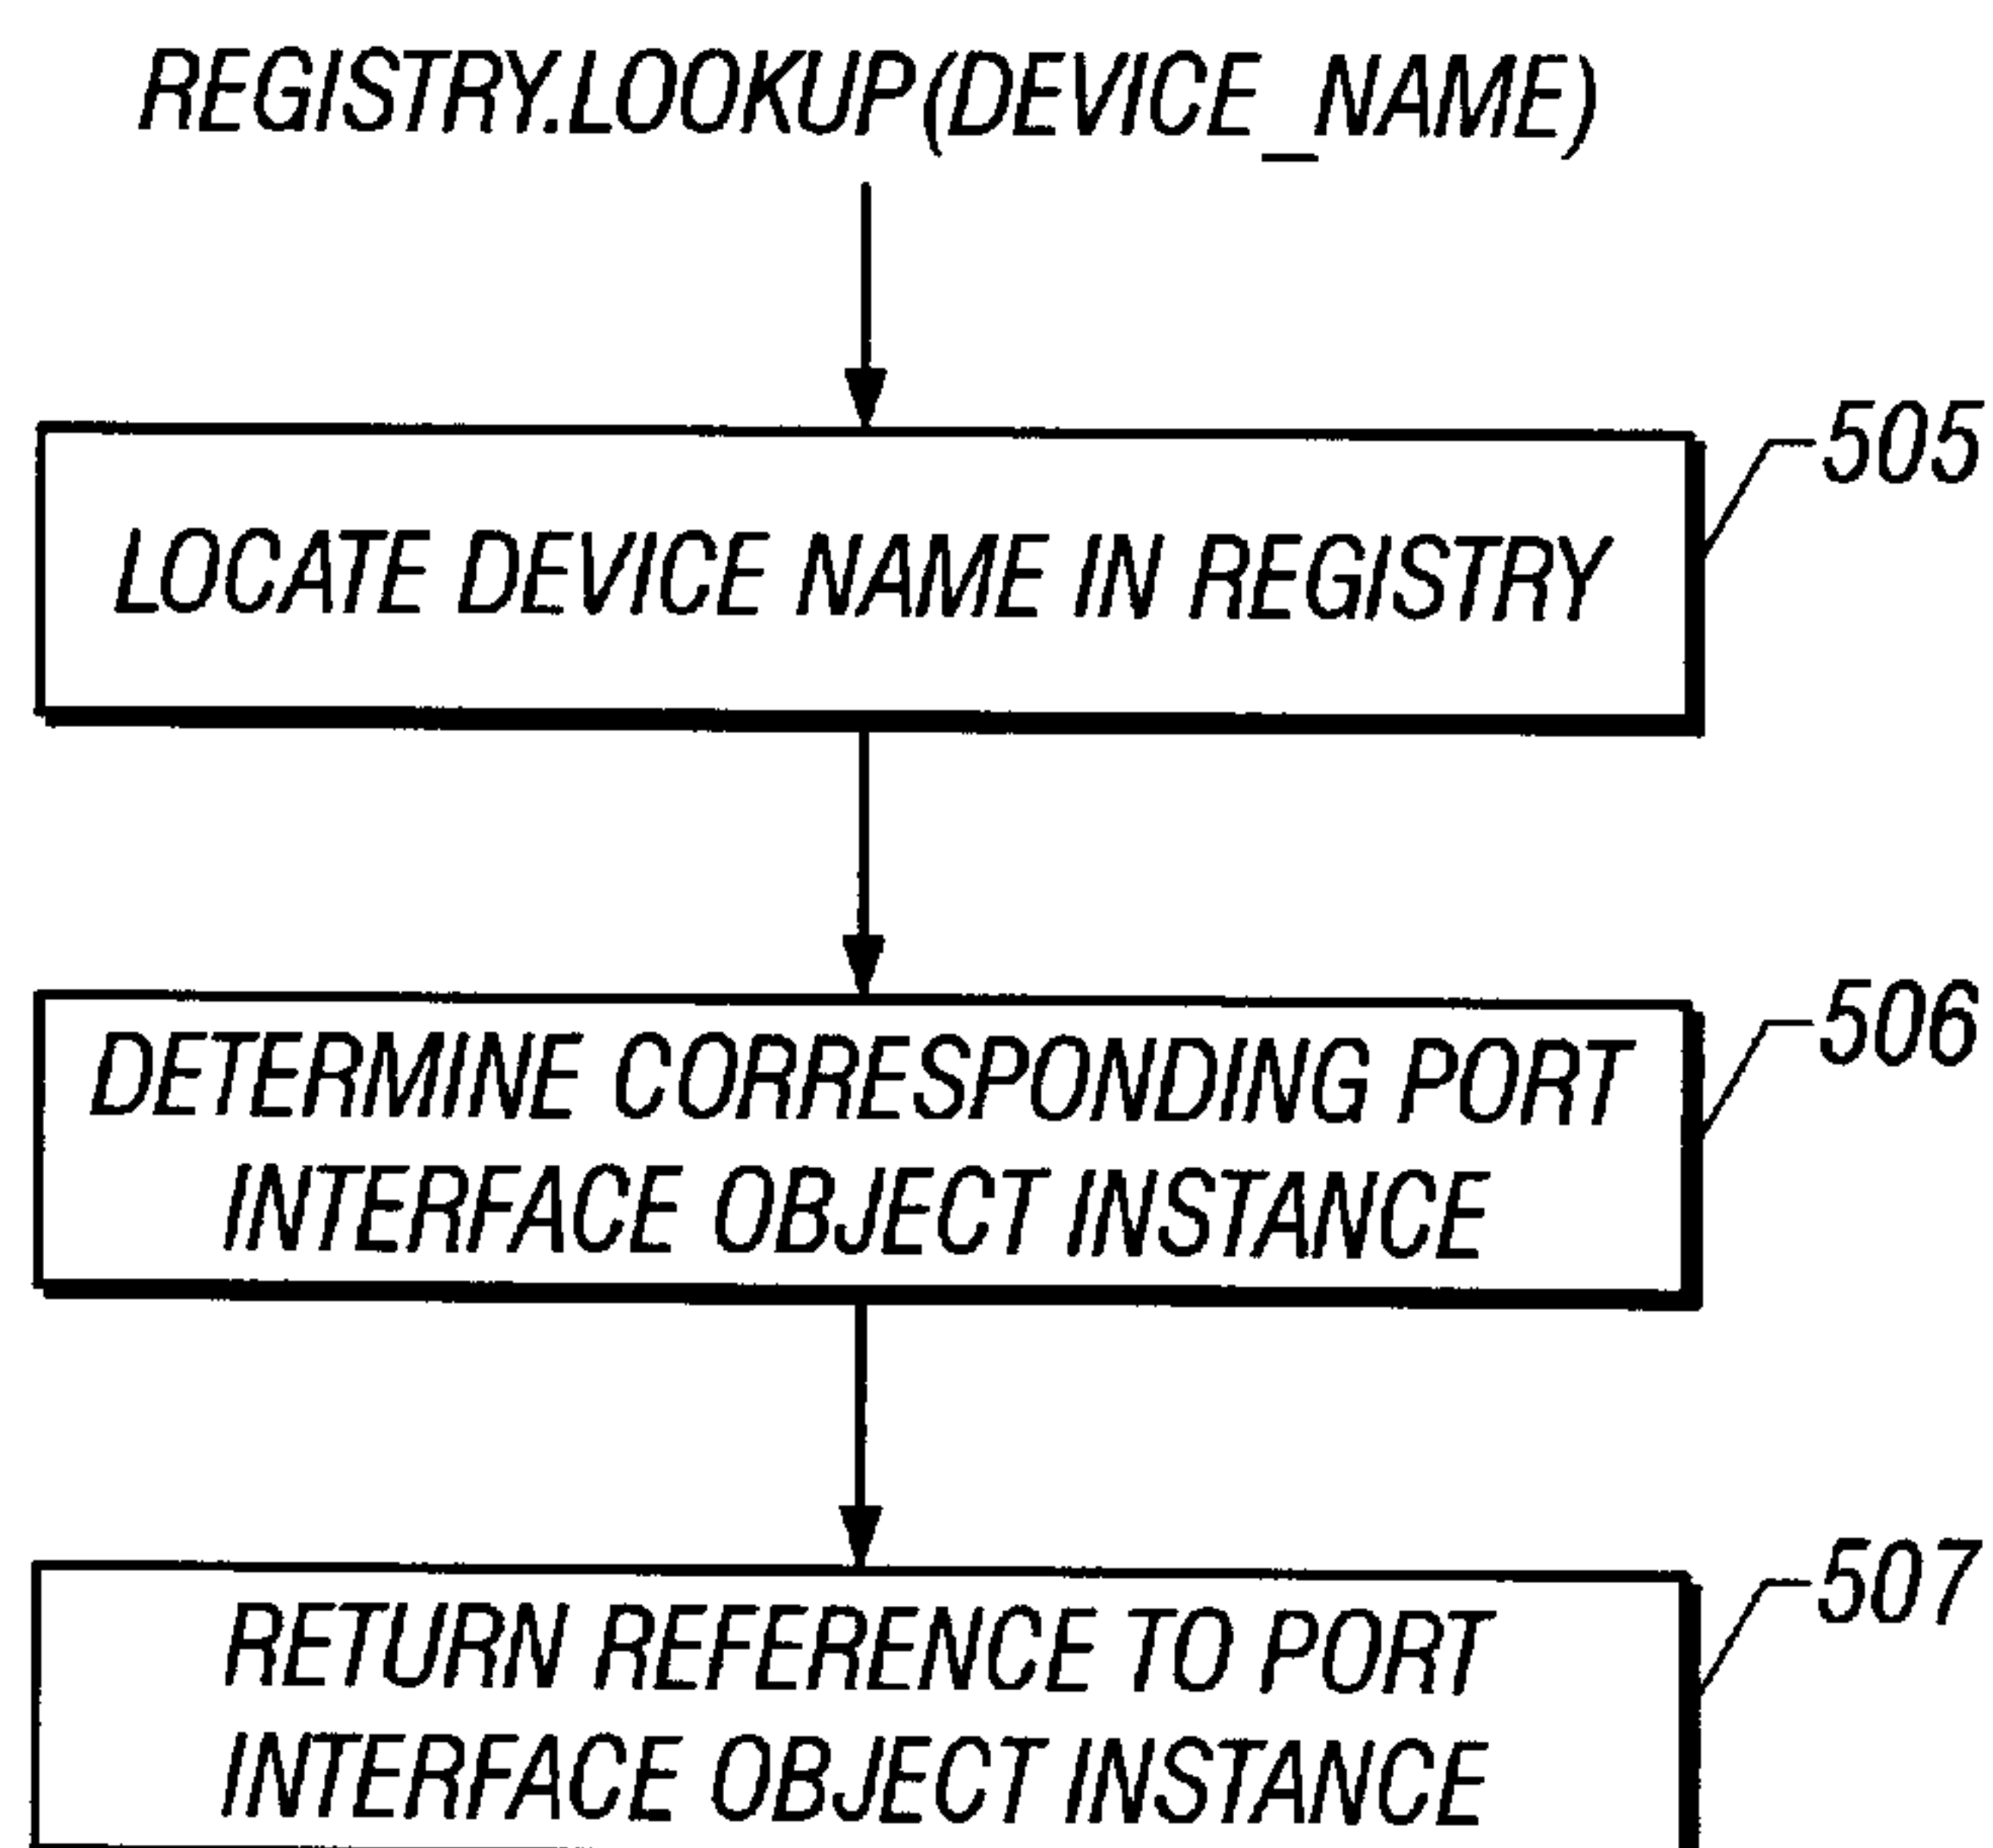 REGISTRY.LOOKUP(DEVICE_NAME)
505
LOCATE DEVICE NAME IN REGISTRY
506
DETERMINE CORRESPONDING PORT
INTERFACE OBJECT INSTANCE
507
RETURN REFERENCE TO PORT
INTERFACE OBJECT INSTANCE